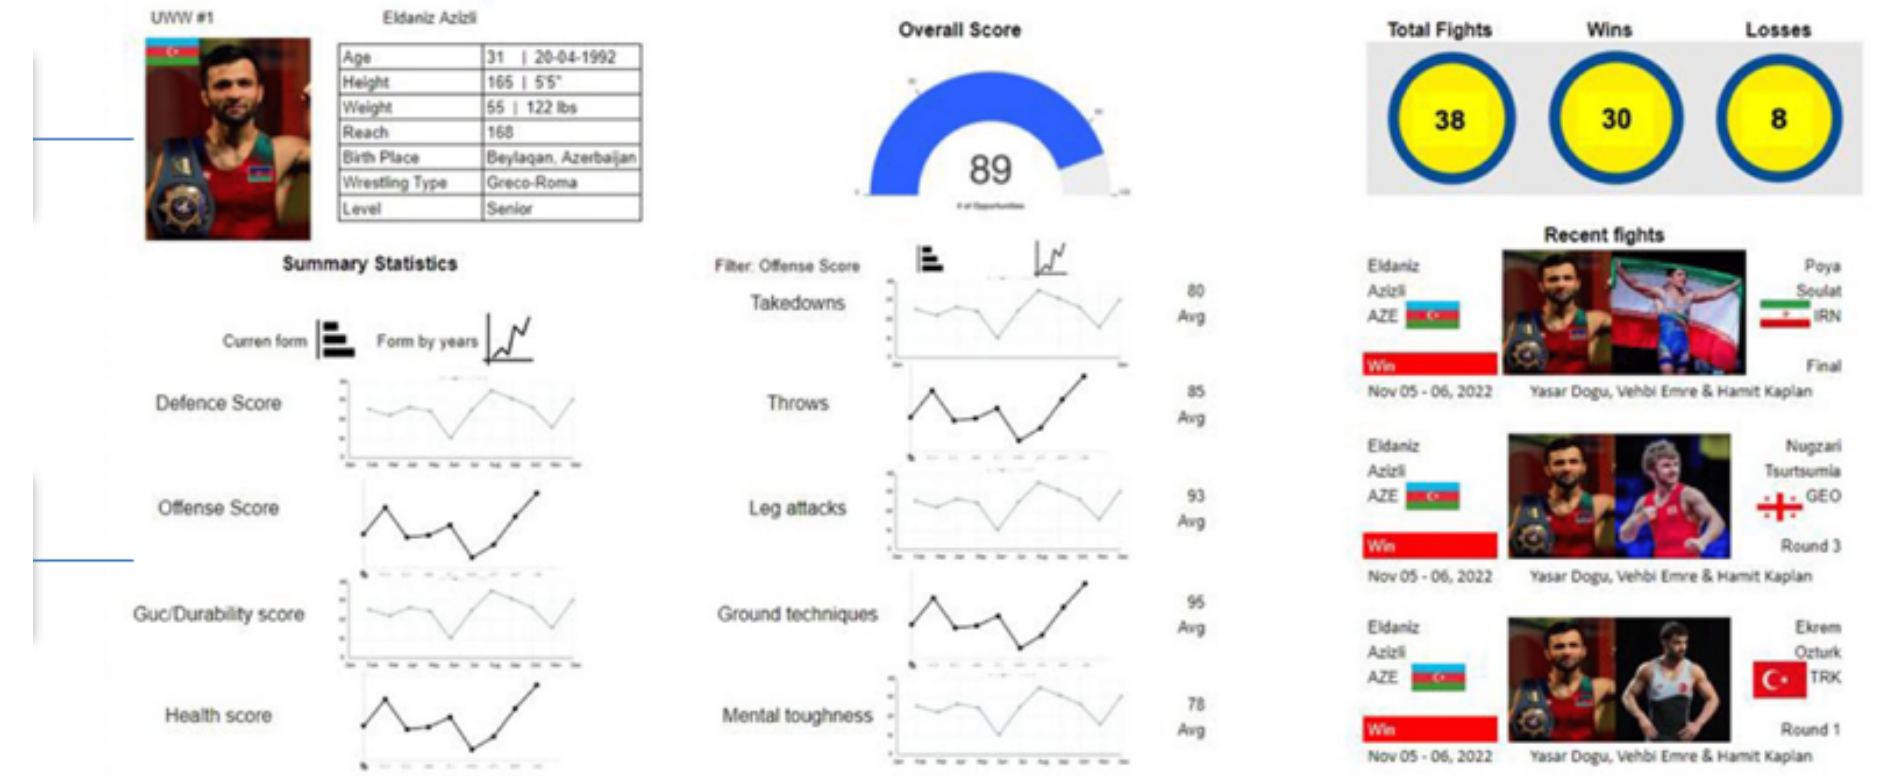 UWW #1
Eldaniz Azizli
Age 31 | 20-04-1992
Height 165 | 5'5"
Weight 55 | 122 lbs
Reach 168
Birth Place Beylaqan, Azerbaijan
Wrestling Type Greco-Roma
Level Senior
Summary Statistics
Curren form
Form by years
Defence Score
Offense Score
Guc/Durability score
Health score
Overall Score
89
# of Opportunities
Filter: Offense Score
Takedowns
80
Avg
Throws
85
Avg
Leg attacks
93
Avg
Ground techniques
95
Avg
Mental toughness
78
Avg
Total Fights Wins Losses
38 30 8
Recent fights
Eldaniz
Azizli
AZE
Win
Poya
Soulat
IRN
Final
Nov 05 - 06, 2022 Yasar Dogu, Vehbi Emre & Hamit Kaplan
Eldaniz
Azizli
AZE
Win
Nugzari
Tsurtsumia
GEO
Round 3
Nov 05 - 06, 2022 Yasar Dogu, Vehbi Emre & Hamit Kaplan
Eldaniz
Azizli
AZE
Win
Ekrem
Ozturk
TRK
Round 1
Nov 05 - 06, 2022 Yasar Dogu, Vehbi Emre & Hamit Kaplan